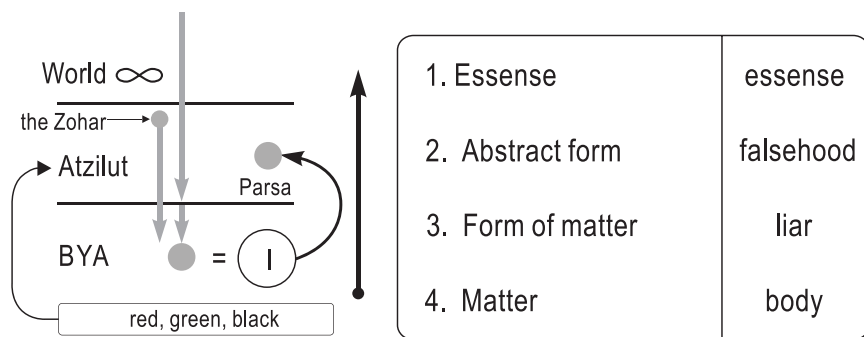 World ∞
the Zohar
Atzilut
Parsa
BYA = I
red, green, black
1. Essense essense
2. Abstract form falsehood
3. Form of matter liar
4. Matter body